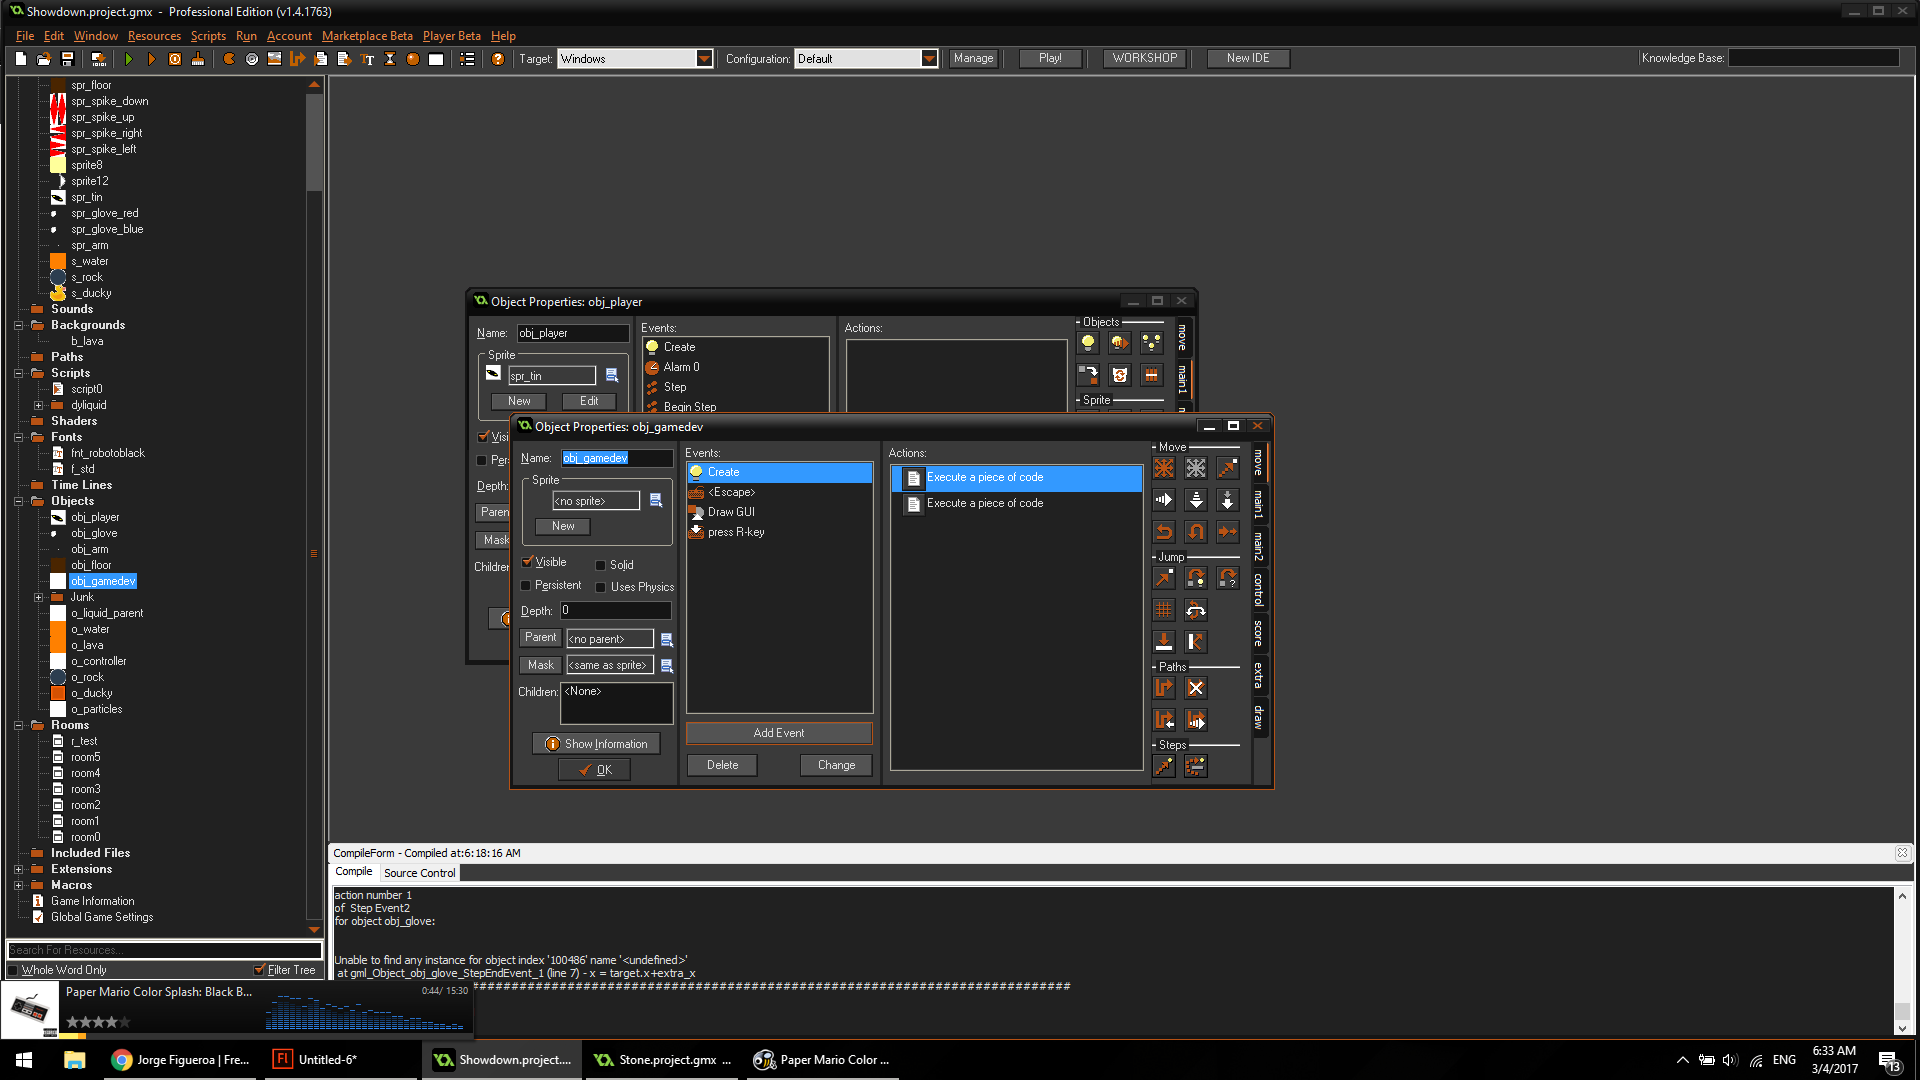 Showdown.project.gmx - Professional Edition (v1.4.1763)
File Edit Window Resources Scripts Run Account Marketplace Beta Player Beta Help
Target: Windows Configuration: Default Manage Play! WORKSHOP New IDE Knowledge Base:
spr_floor
spr_spike_down
spr_spike_up
spr_spike_right
spr_spike_left
sprite8
sprite12
spr_tin
spr_glove_red
spr_glove_blue
spr_arm
s_water
s_rock
s_ducky
Sounds
Backgrounds
b_lava
Paths
Scripts
script0
dyliquid
Shaders
Fonts
fnt_robotoblack
f_std
Time Lines
Objects
obj_player
obj_glove
obj_arm
obj_floor
obj_gamedev
Junk
o_liquid_parent
o_water
o_lava
o_controller
o_rock
o_ducky
o_particles
Rooms
r_test
room5
room4
room3
room2
room1
room0
Included Files
Extensions
Macros
Game Information
Global Game Settings
Search For Resources...
Whole Word Only Filter Tree
Object Properties: obj_player
Name: obj_player
Sprite
spr_tin
New Edit
Visi
Per
Depth:
Paren
Mask
Childre
Events:
Create
Alarm 0
Step
Begin Step
Actions:
Objects
Sprite
move
main1
Object Properties: obj_gamedev
Name: obj_gamedev
Sprite
<no sprite>
New
Visible Solid
Persistent Uses Physics
Depth: 0
Parent <no parent>
Mask <same as sprite>
Children: <None>
Show Information
OK
Events:
Create
<Escape>
Draw GUI
press R-key
Add Event
Delete Change
Actions:
Execute a piece of code
Execute a piece of code
Move
Jump
Paths
Steps
move
main1
main2
control
score
extra
draw
CompileForm - Compiled at:6:18:16 AM
Compile Source Control
action number 1
of Step Event2
for object obj_glove:
Unable to find any instance for object index '100486' name '<undefined>'
at gml_Object_obj_glove_StepEndEvent_1 (line 7) - x = target.x+extra_x
Paper Mario Color Splash: Black B... 0:44/ 15:30
Jorge Figueroa | Fre...
Fl Untitled-6*
Showdown.project....
Stone.project.gmx ...
Paper Mario Color ...
ENG
6:33 AM
3/4/2017
13